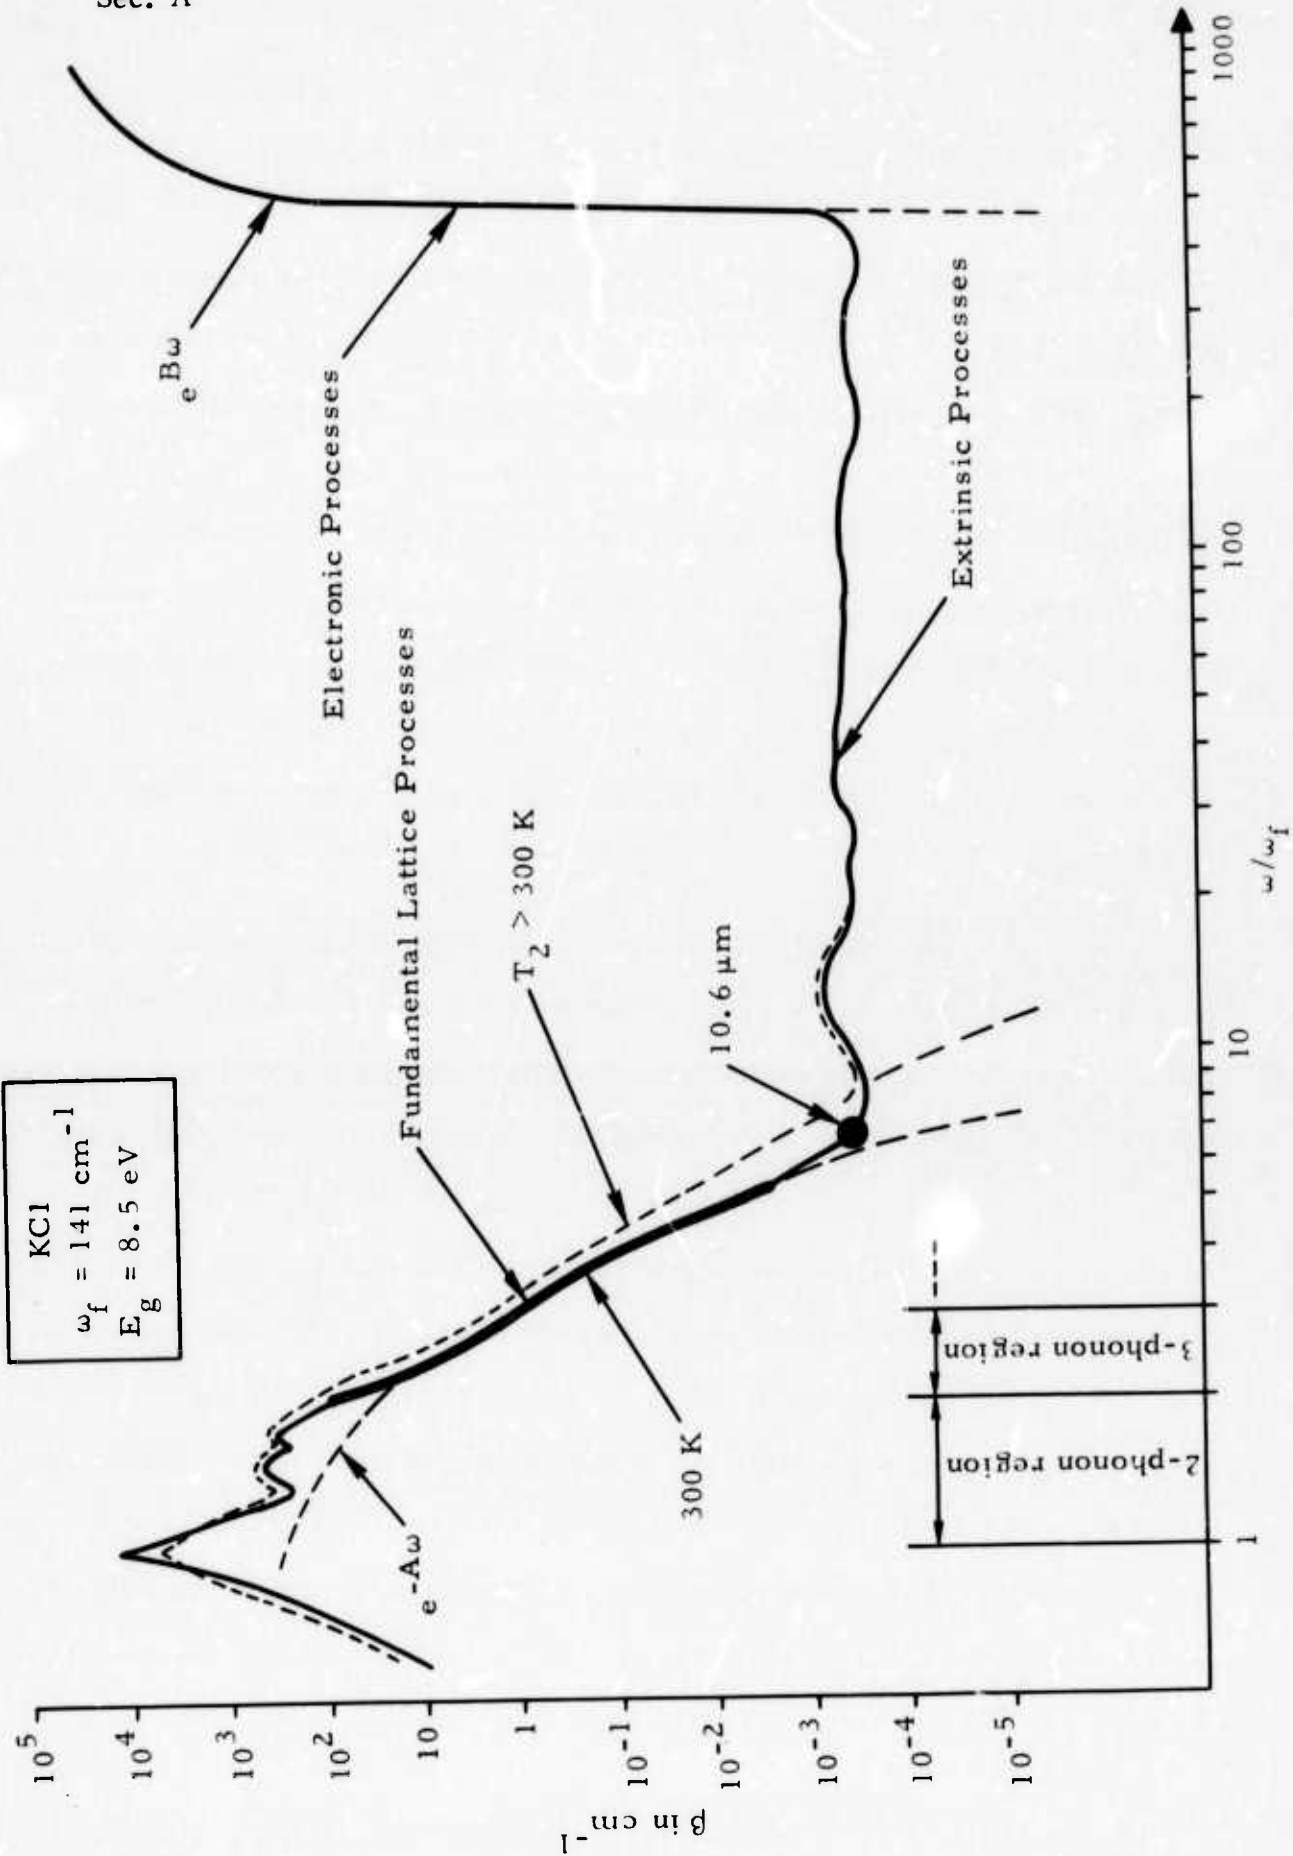 Sec. A
KCl
ω_f = 141 cm⁻¹
E_g = 8.5 eV
β in cm⁻¹
10⁵
10⁴
10³
10²
10
1
10⁻¹
10⁻²
10⁻³
10⁻⁴
10⁻⁵
e^-Aω
Fundamental Lattice Processes
T₂ > 300 K
300 K
10.6 μm
Electronic Processes
e^Bω
Extrinsic Processes
2-phonon region
3-phonon region
1
10
100
1000
ω/ω_f